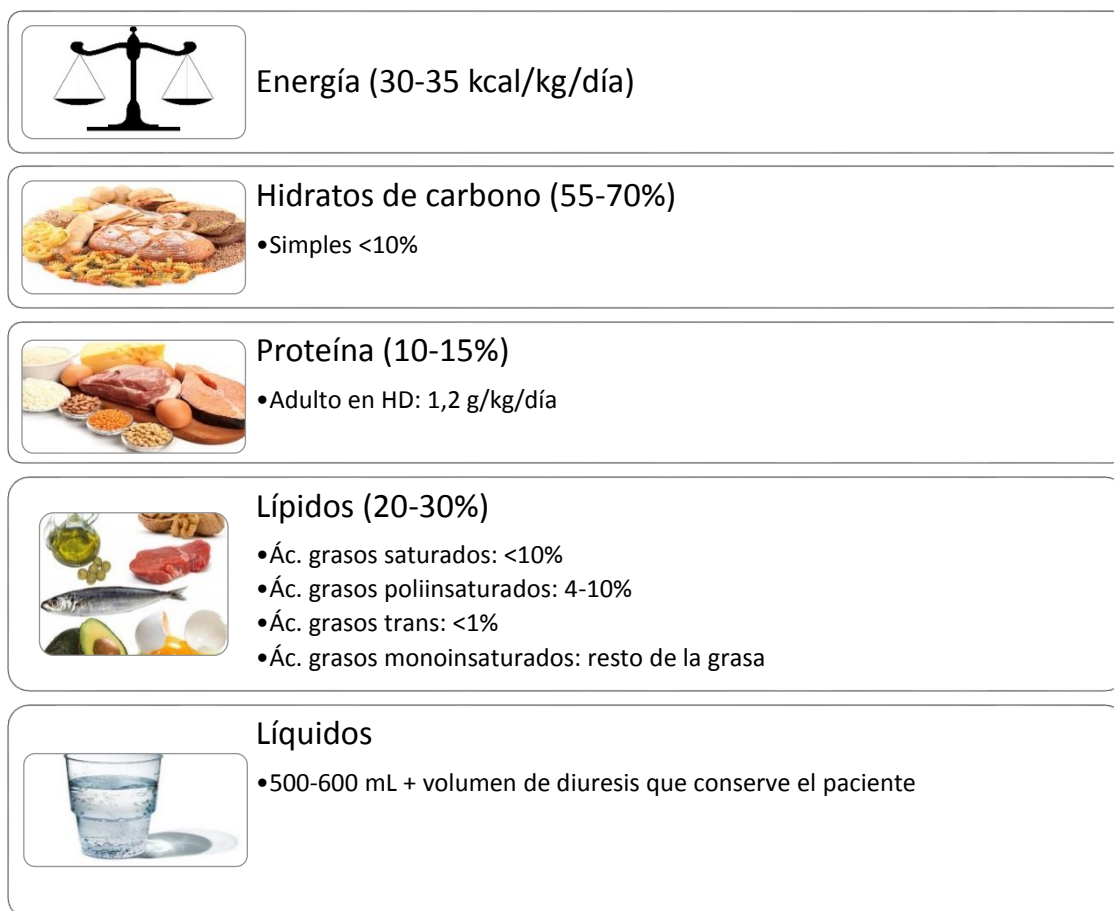 Energía (30-35 kcal/kg/día)
Hidratos de carbono (55-70%)
•Simples <10%
Proteína (10-15%)
•Adulto en HD: 1,2 g/kg/día
Lípidos (20-30%)
•Ác. grasos saturados: <10%
•Ác. grasos poliinsaturados: 4-10%
•Ác. grasos trans: <1%
•Ác. grasos monoinsaturados: resto de la grasa
Líquidos
•500-600 mL + volumen de diuresis que conserve el paciente